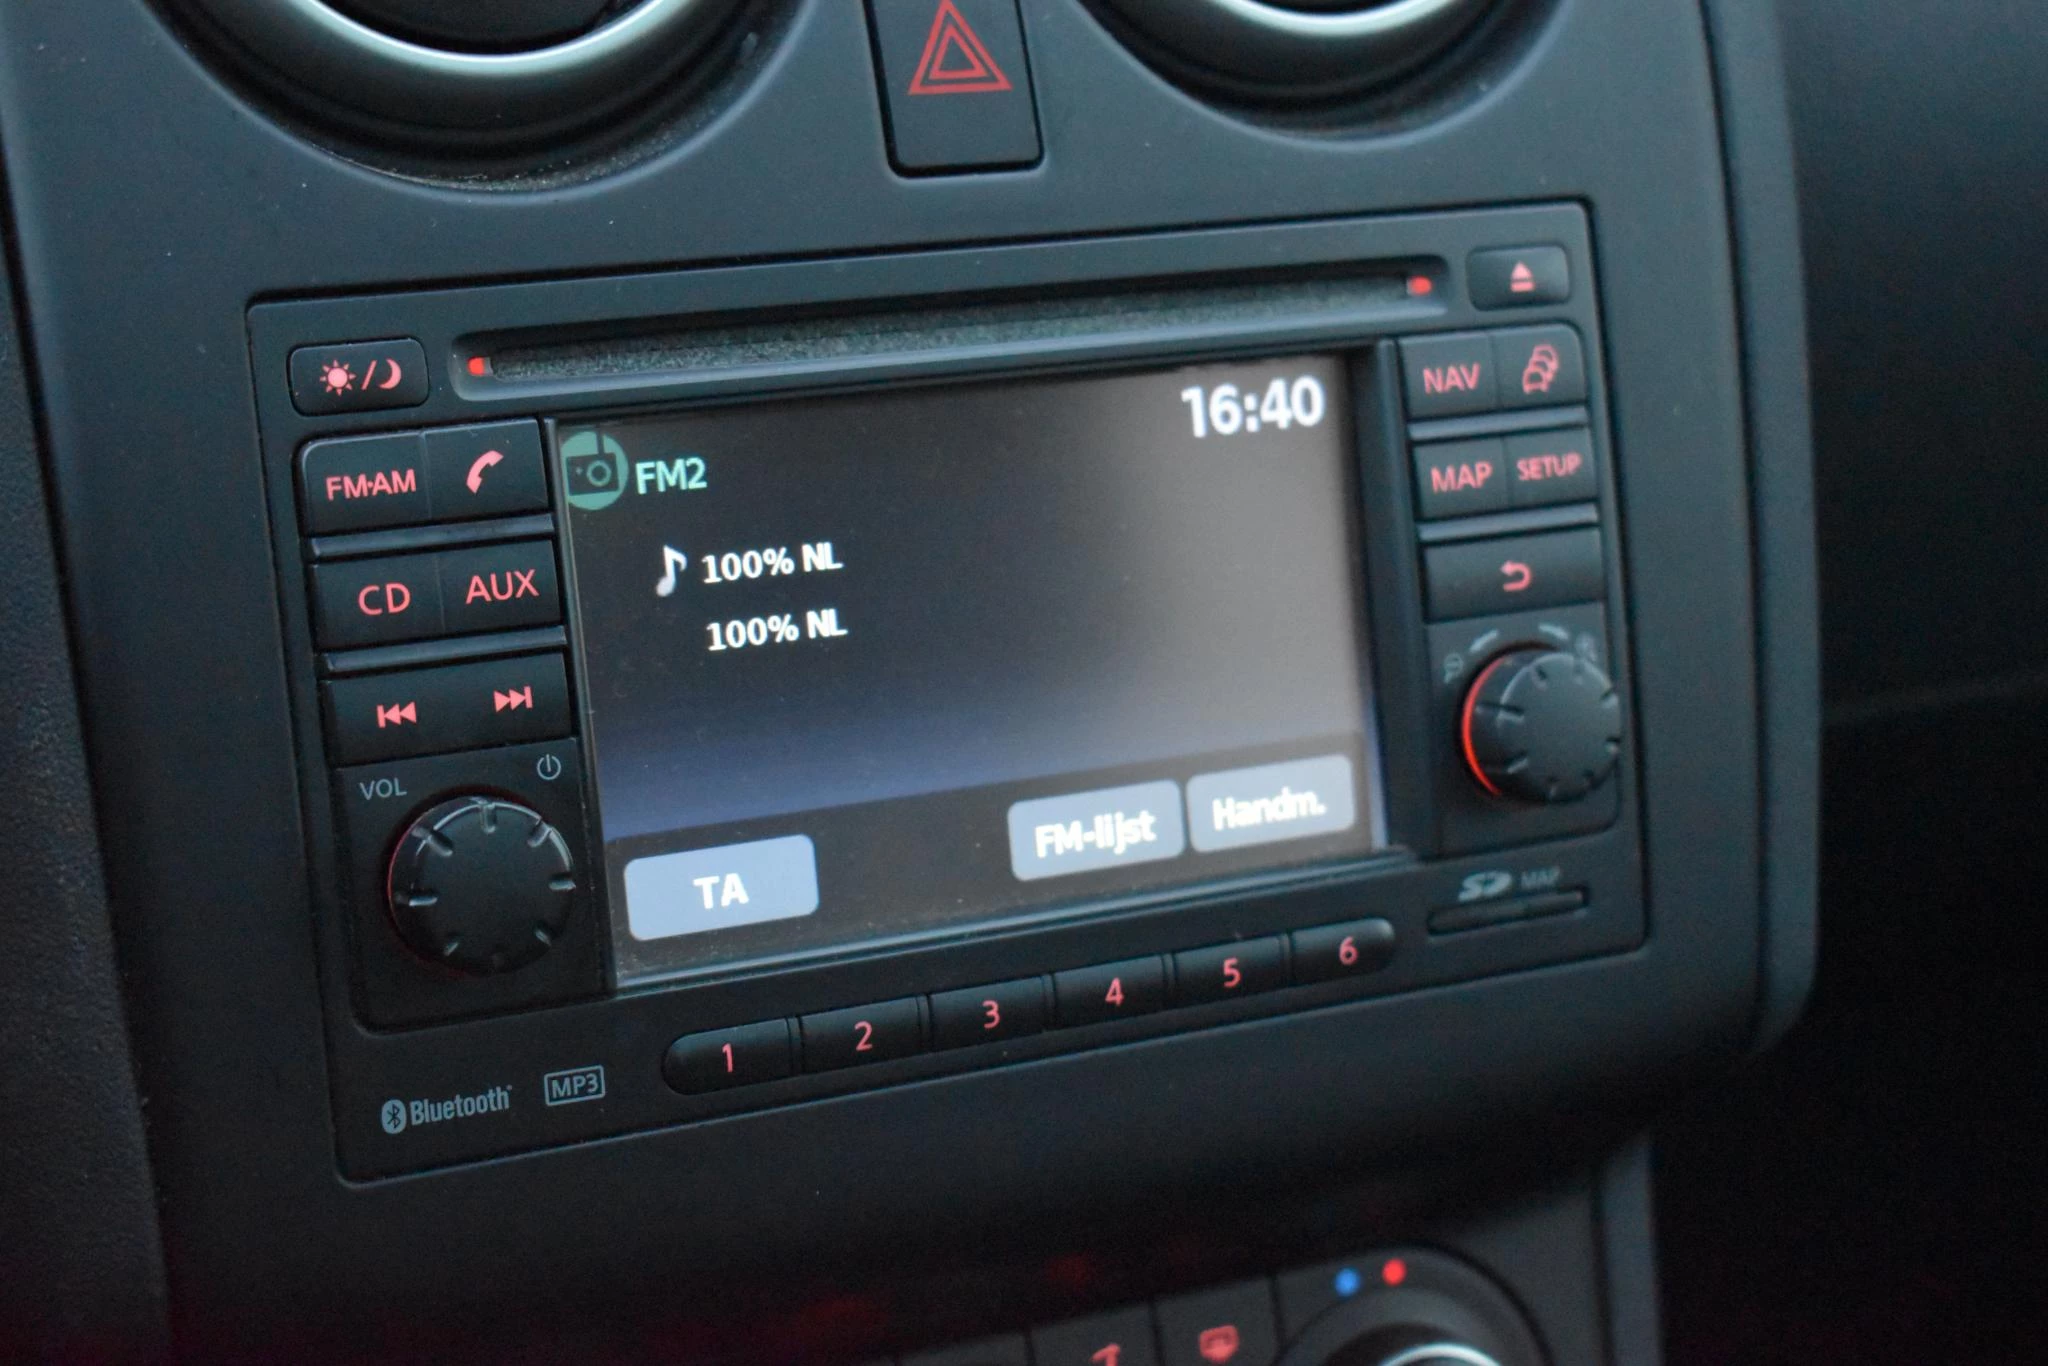 16:40
FM2
100% NL
100% NL
TA
FM-lijst
Handm.
FM·AM
CD
AUX
VOL
NAV
MAP
SETUP
SD MAP
1
2
3
4
5
6
Bluetooth
MP3